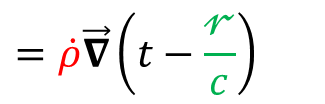 = ρ̇∇⃗(t − 𝓇/c)